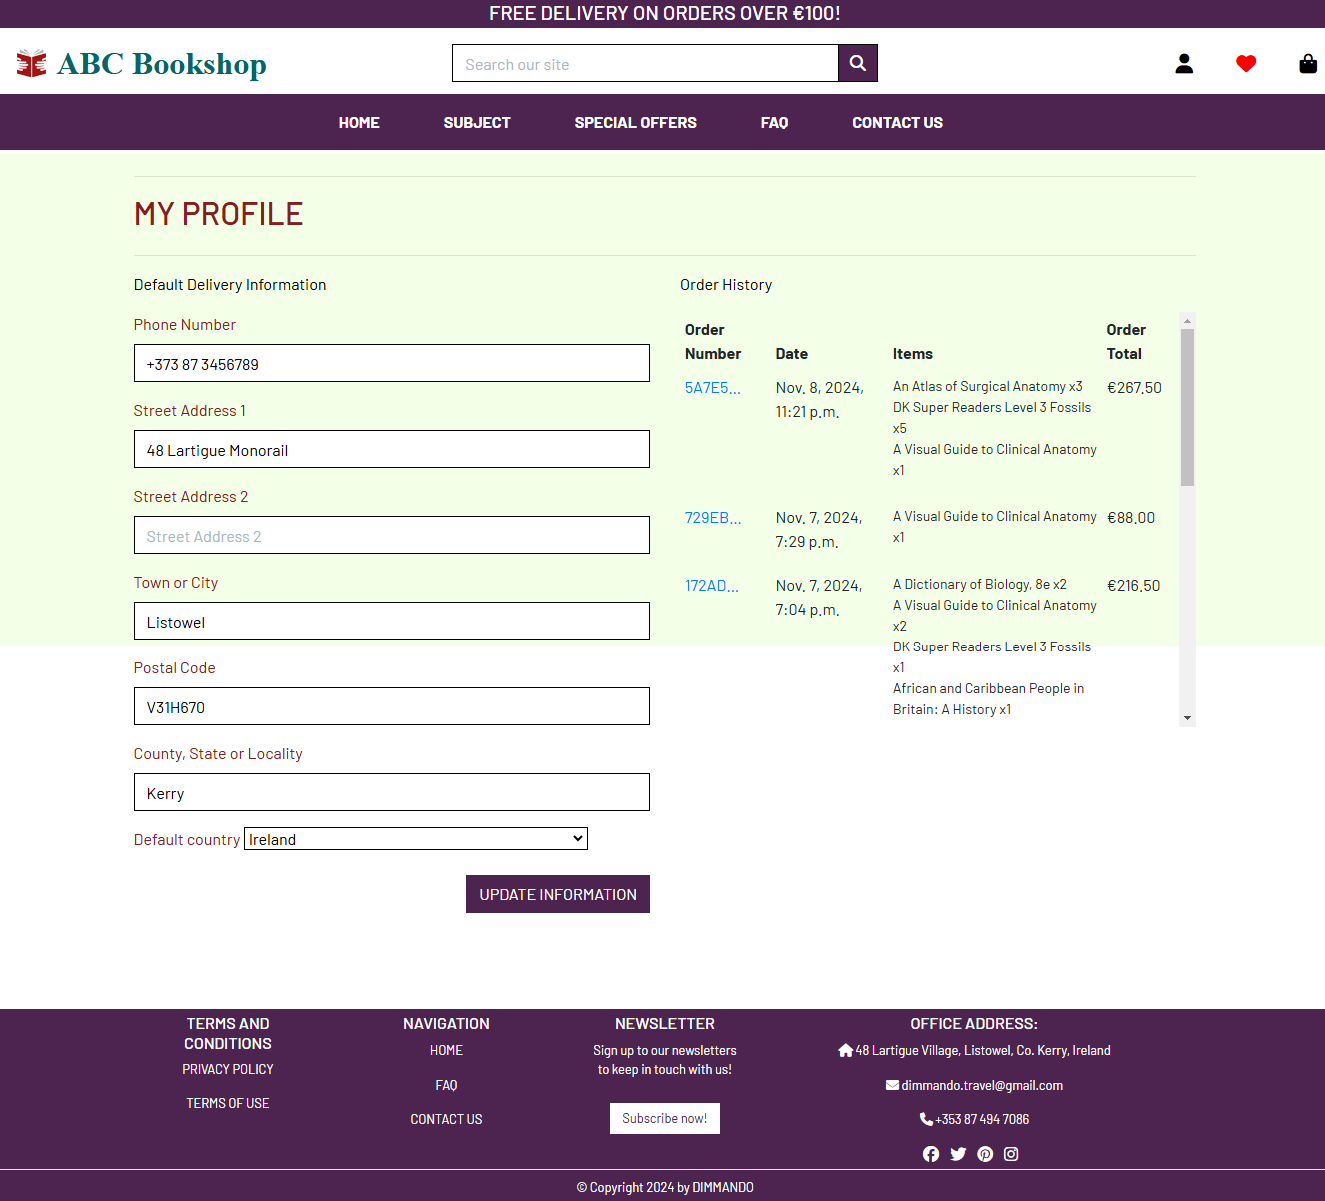 FREE DELIVERY ON ORDERS OVER €100!
ABC Bookshop
Search our site
HOME SUBJECT SPECIAL OFFERS FAQ CONTACT US
MY PROFILE
Default Delivery Information
Phone Number
+373 87 3456789
Street Address 1
48 Lartigue Monorail
Street Address 2
Street Address 2
Town or City
Listowel
Postal Code
V31H670
County, State or Locality
Kerry
Default country Ireland
UPDATE INFORMATION
Order History
Order
Number Date Items Order
Total
5A7E5... Nov. 8, 2024,
11:21 p.m.
An Atlas of Surgical Anatomy x3
DK Super Readers Level 3 Fossils
x5
A Visual Guide to Clinical Anatomy
x1
€267.50
729EB... Nov. 7, 2024,
7:29 p.m.
A Visual Guide to Clinical Anatomy
x1
€88.00
172AD... Nov. 7, 2024,
7:04 p.m.
A Dictionary of Biology, 8e x2
A Visual Guide to Clinical Anatomy
x2
DK Super Readers Level 3 Fossils
x1
African and Caribbean People in
Britain: A History x1
€216.50
TERMS AND
CONDITIONS
PRIVACY POLICY
TERMS OF USE
NAVIGATION
HOME
FAQ
CONTACT US
NEWSLETTER
Sign up to our newsletters
to keep in touch with us!
Subscribe now!
OFFICE ADDRESS:
48 Lartigue Village, Listowel, Co. Kerry, Ireland
dimmando.travel@gmail.com
+353 87 494 7086
© Copyright 2024 by DIMMANDO